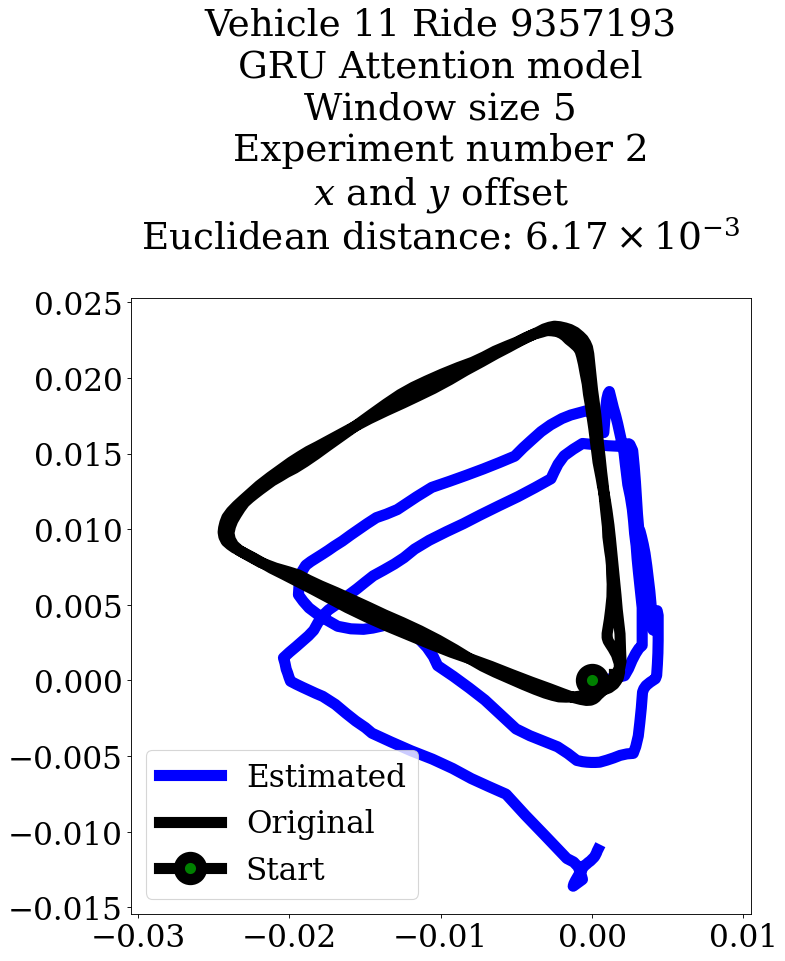 Vehicle 11 Ride 9357193
GRU Attention model
Window size 5
Experiment number 2
x and y offset
Euclidean distance: 6.17 × 10⁻³
0.025
0.020
0.015
0.010
0.005
0.000
−0.005
−0.010
−0.015
Estimated
Original
Start
−0.03 −0.02 −0.01 0.00 0.01